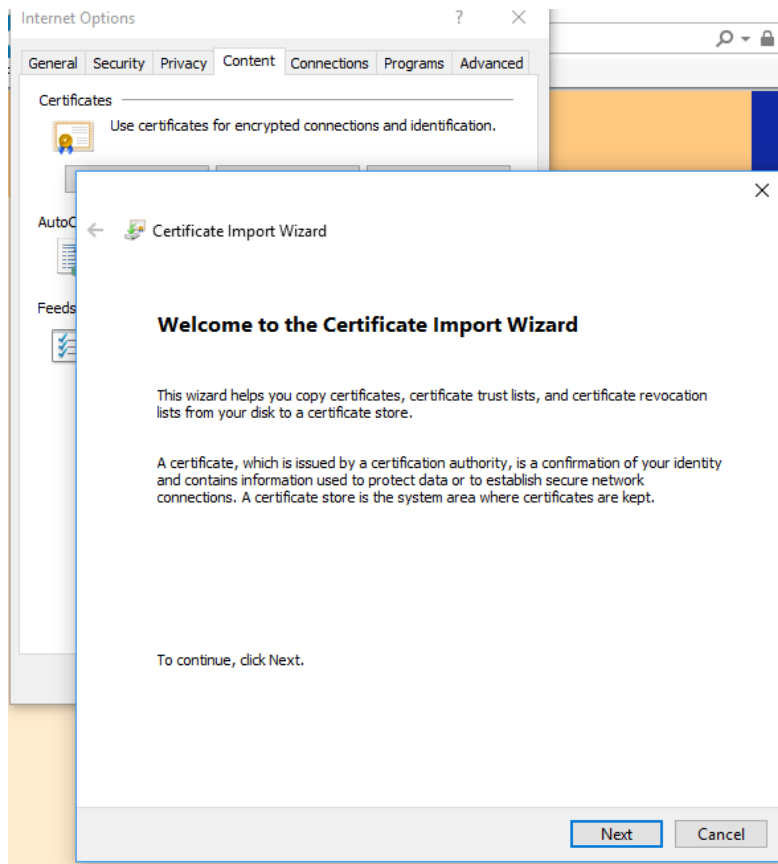 Internet Options
General Security Privacy Content Connections Programs Advanced
Certificates
Use certificates for encrypted connections and identification.
AutoC
Feeds
Certificate Import Wizard
Welcome to the Certificate Import Wizard
This wizard helps you copy certificates, certificate trust lists, and certificate revocation
lists from your disk to a certificate store.
A certificate, which is issued by a certification authority, is a confirmation of your identity
and contains information used to protect data or to establish secure network
connections. A certificate store is the system area where certificates are kept.
To continue, click Next.
Next Cancel